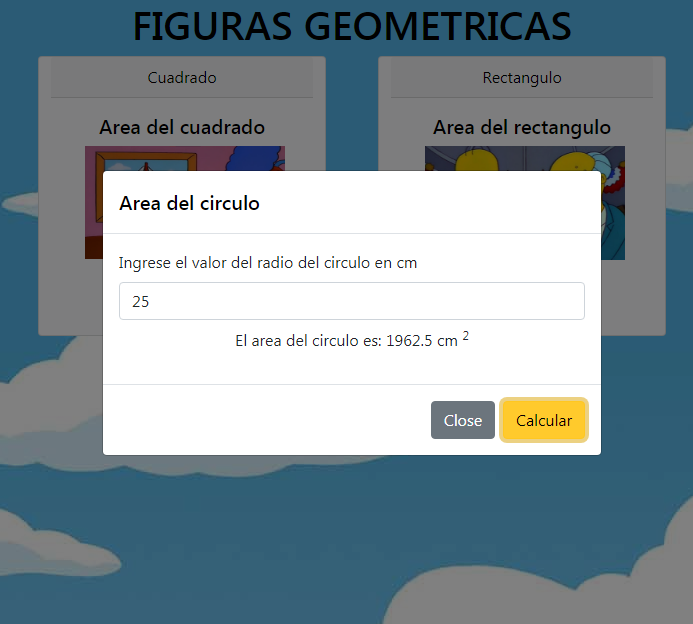 FIGURAS GEOMETRICAS
Cuadrado
Rectangulo
Area del cuadrado
Area del rectangulo
Area del circulo
Ingrese el valor del radio del circulo en cm
25
El area del circulo es: 1962.5 cm 2
Close
Calcular